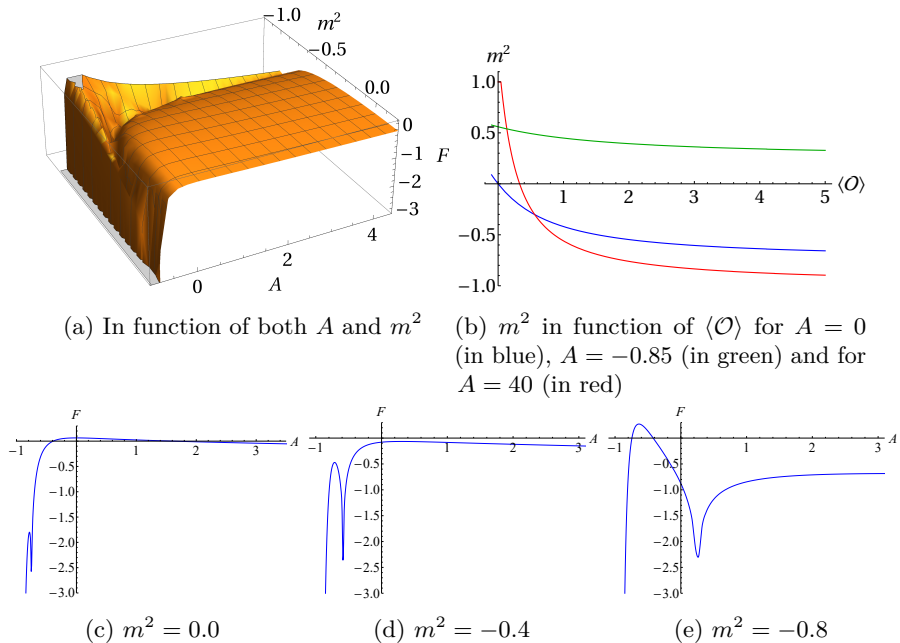 −1.0
m²
−0.5
0.0
0
−1
F
−2
−3
0
2
4
A
m²
1.0
0.5
1 2 3 4 5 ⟨𝒪⟩
−0.5
−1.0
(a) In function of both A and m²
(b) m² in function of ⟨𝒪⟩ for A = 0
(in blue), A = −0.85 (in green) and for
A = 40 (in red)
F
−1 1 2 3 A
−0.5
−1.0
−1.5
−2.0
−2.5
−3.0
F
−1 1 2 3 A
−0.5
−1.0
−1.5
−2.0
−2.5
−3.0
F
−1 1 2 3 A
−0.5
−1.0
−1.5
−2.0
−2.5
−3.0
(c) m² = 0.0
(d) m² = −0.4
(e) m² = −0.8